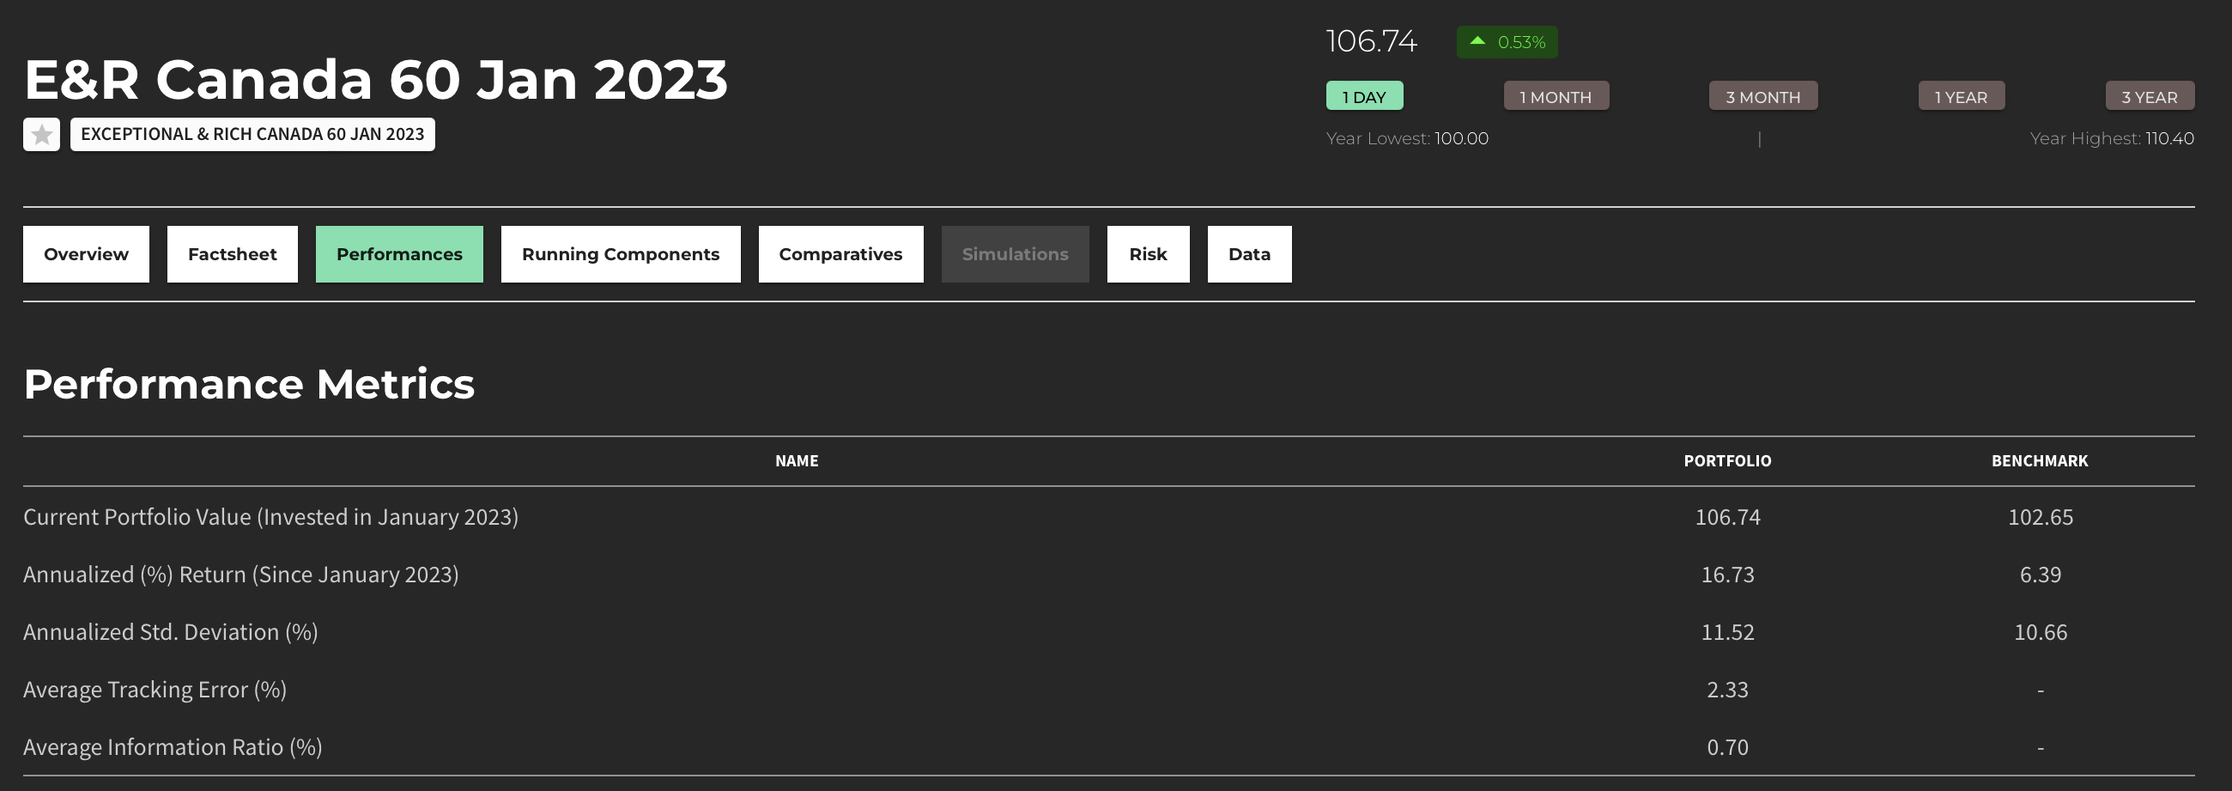 E&R Canada 60 Jan 2023
EXCEPTIONAL & RICH CANADA 60 JAN 2023
106.74 0.53%
1 DAY 1 MONTH 3 MONTH 1 YEAR 3 YEAR
Year Lowest: 100.00 | Year Highest: 110.40
Overview Factsheet Performances Running Components Comparatives Simulations Risk Data
Performance Metrics
NAME PORTFOLIO BENCHMARK
Current Portfolio Value (Invested in January 2023) 106.74 102.65
Annualized (%) Return (Since January 2023) 16.73 6.39
Annualized Std. Deviation (%) 11.52 10.66
Average Tracking Error (%) 2.33 -
Average Information Ratio (%) 0.70 -